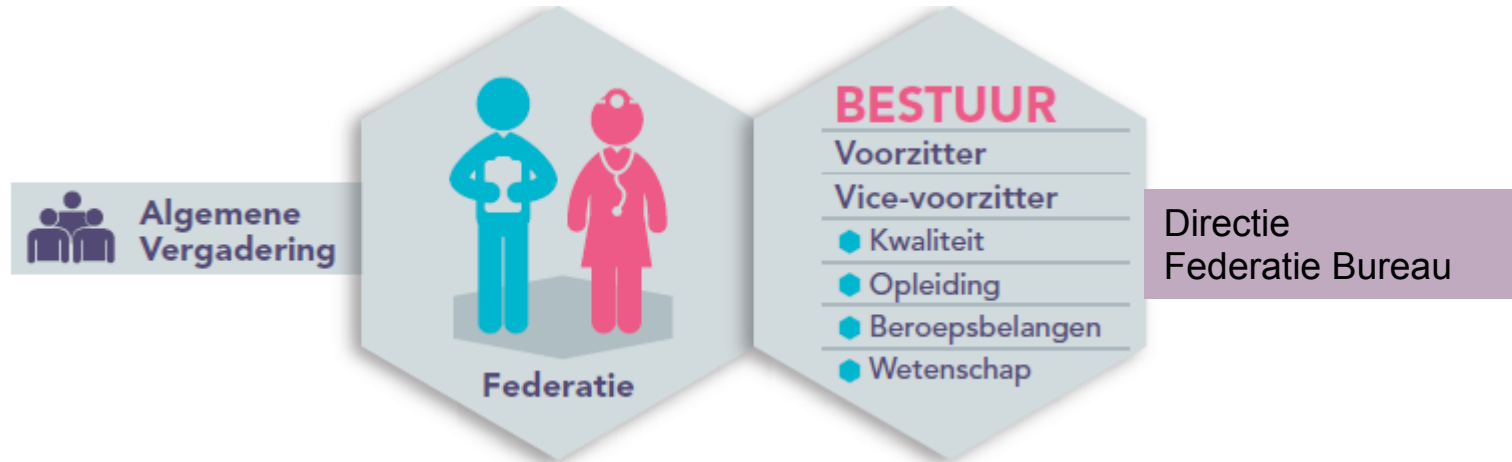 Algemene
Vergadering
Federatie
BESTUUR
Voorzitter
Vice-voorzitter
Kwaliteit
Opleiding
Beroepsbelangen
Wetenschap
Directie
Federatie Bureau